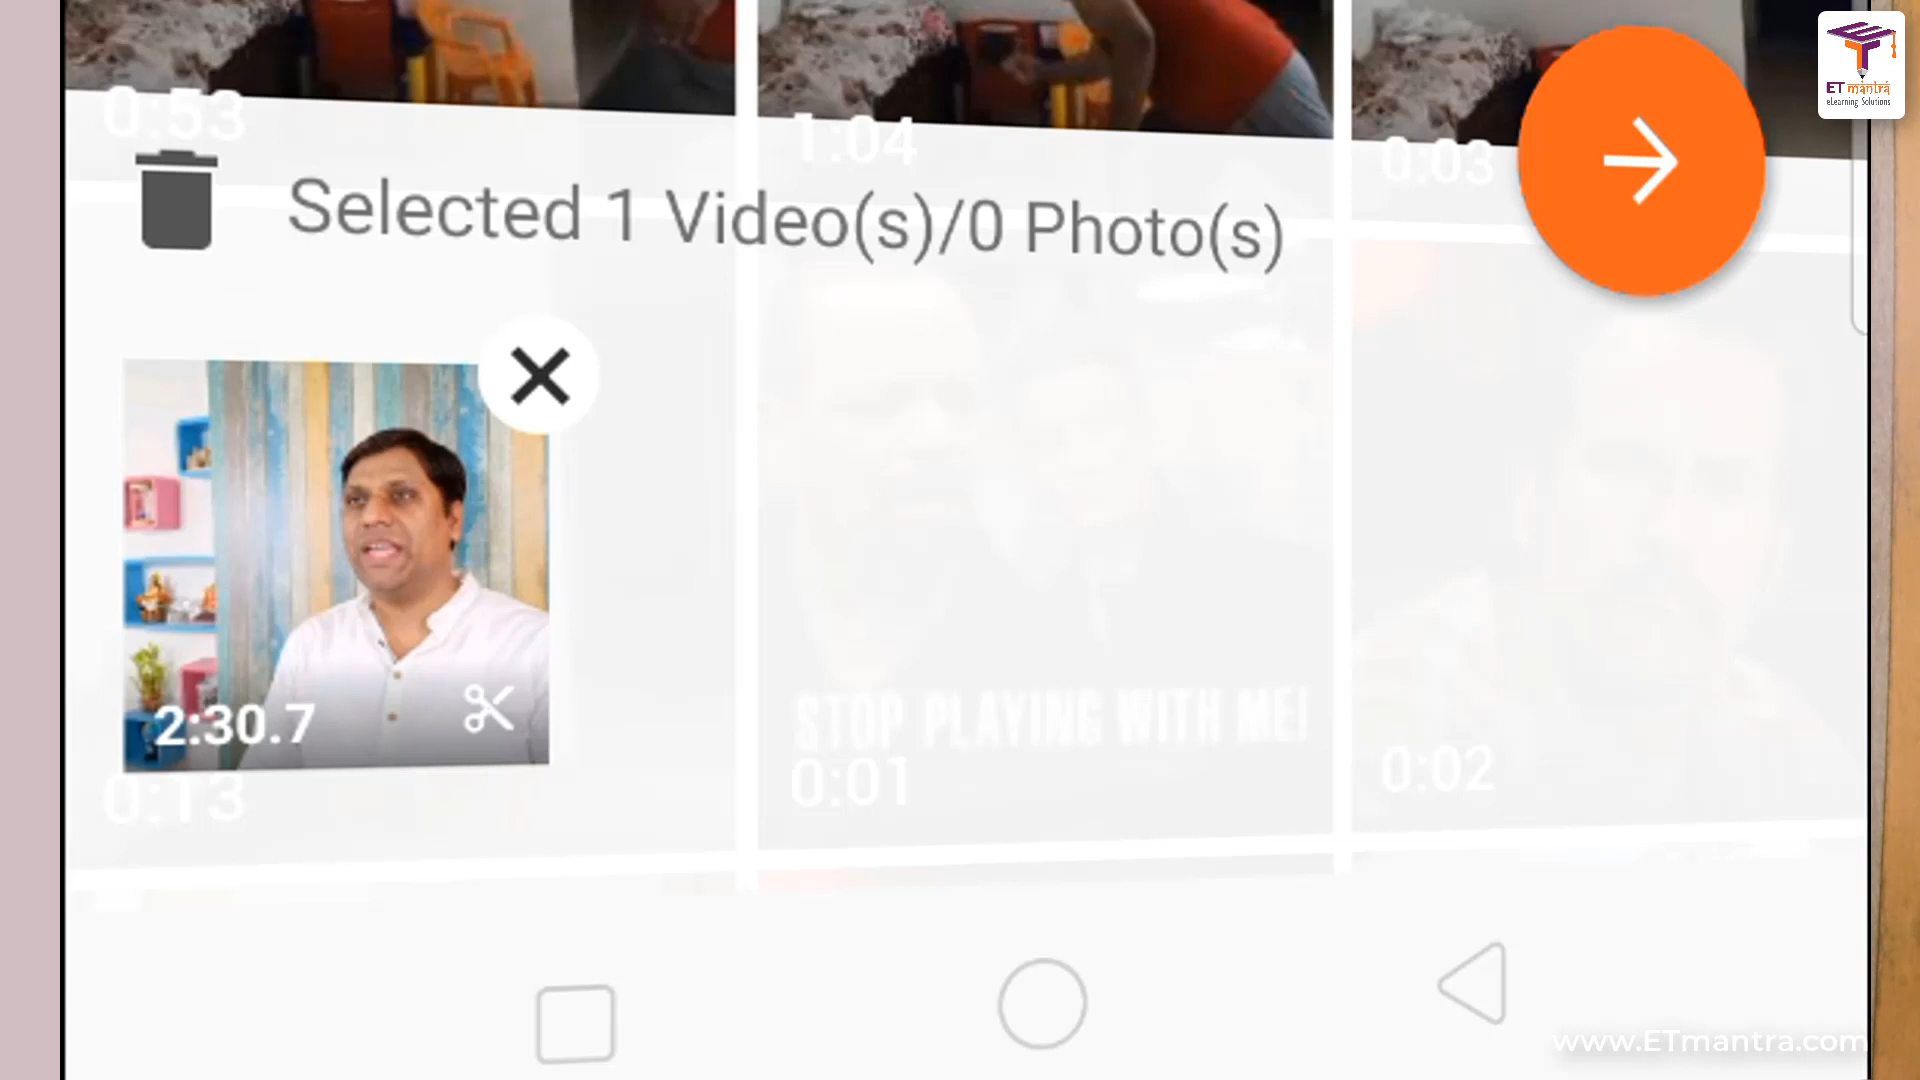 ET mantra
eLearning Solutions
0:53
1:04
0:03
Selected 1 Video(s)/0 Photo(s)
2:30.7
STOP PLAYING WITH ME!
0:13
0:01
0:02
www.ETmantra.com